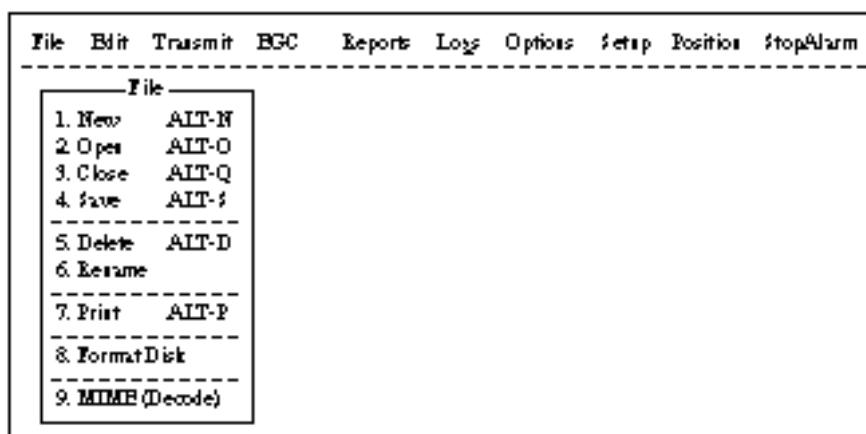 File Edit Transmit EGC Reports Logs Options Setup Position StopAlarm
File
1. New ALT-N
2. Open ALT-O
3. Close ALT-Q
4. Save ALT-S
5. Delete ALT-D
6. Rename
7. Print ALT-P
8. Format Disk
9. MIME (Decode)